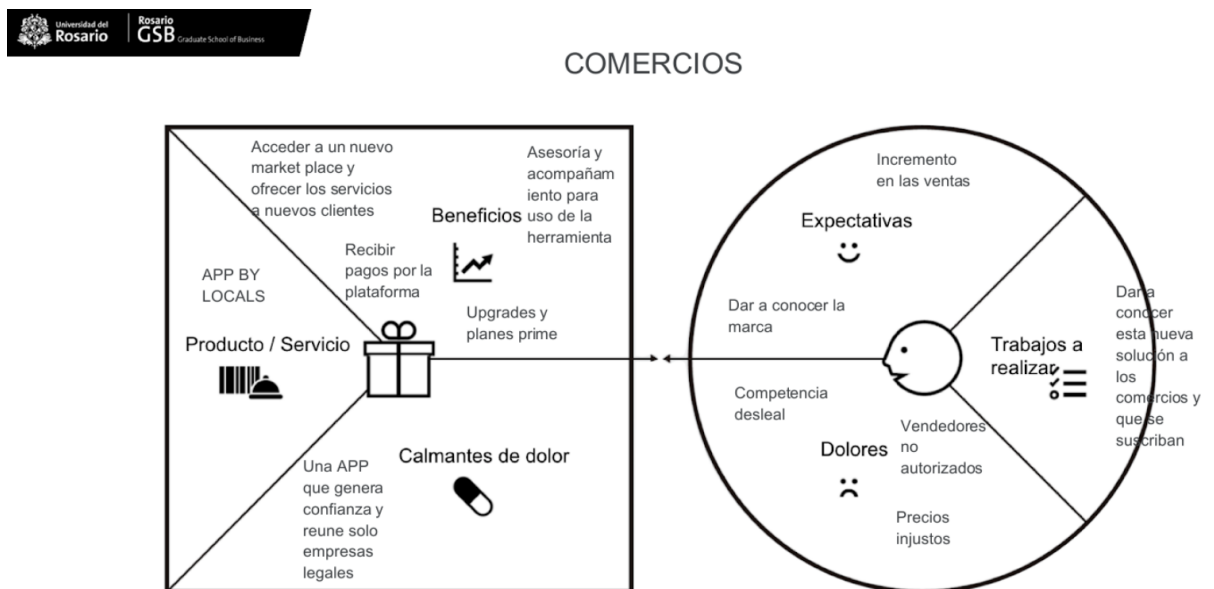 Universidad del
Rosario
Rosario
GSB Graduate School of Business
COMERCIOS
Acceder a un nuevo
market place y
ofrecer los servicios
a nuevos clientes
Asesoría y
acompañam
iento para
uso de la
herramienta
Beneficios
Recibir
pagos por la
plataforma
APP BY
LOCALS
Upgrades y
planes prime
Producto / Servicio
Calmantes de dolor
Una APP
que genera
confianza y
reune solo
empresas
legales
Incremento
en las ventas
Expectativas
Dar a conocer la
marca
Trabajos a
realizar
Dar a
conocer
esta nueva
solución a
los
comercios y
que se
suscriban
Competencia
desleal
Vendedores
no
autorizados
Dolores
Precios
injustos